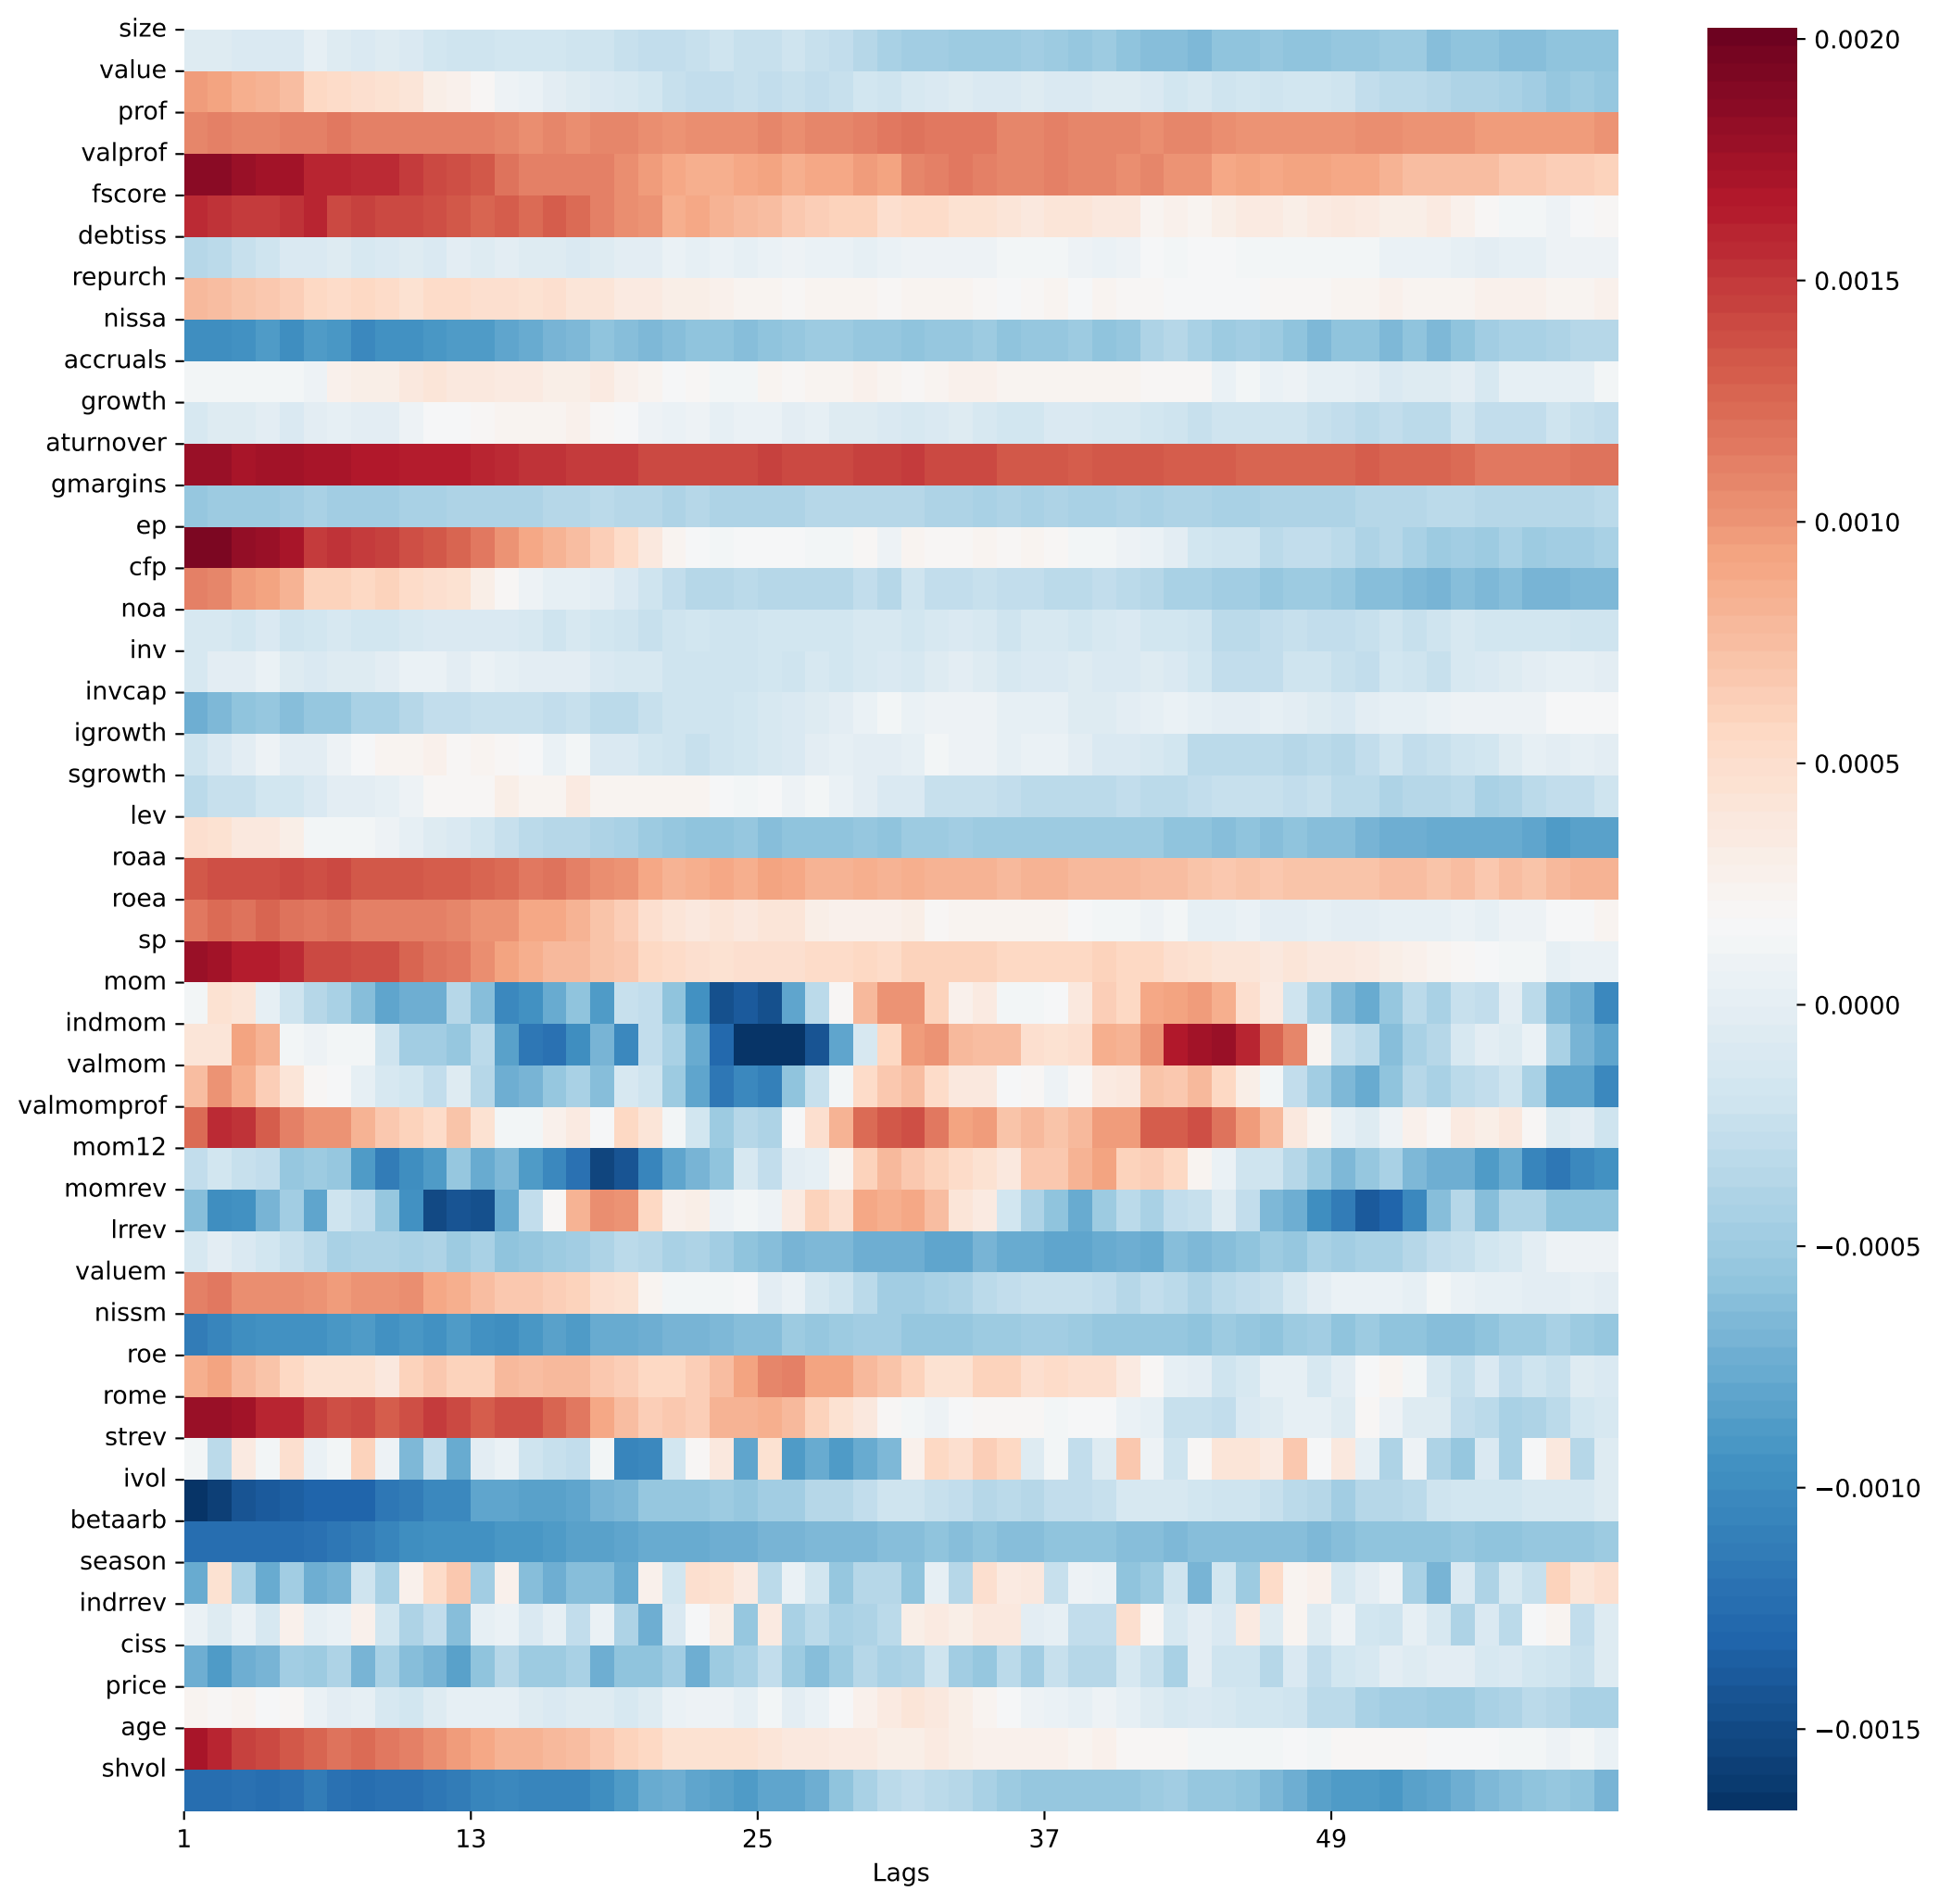 size
value
prof
valprof
fscore
debtiss
repurch
nissa
accruals
growth
aturnover
gmargins
ep
cfp
noa
inv
invcap
igrowth
sgrowth
lev
roaa
roea
sp
mom
indmom
valmom
valmomprof
mom12
momrev
lrrev
valuem
nissm
roe
rome
strev
ivol
betaarb
season
indrrev
ciss
price
age
shvol
1 13 25 37 49
Lags
0.0020
0.0015
0.0010
0.0005
0.0000
−0.0005
−0.0010
−0.0015